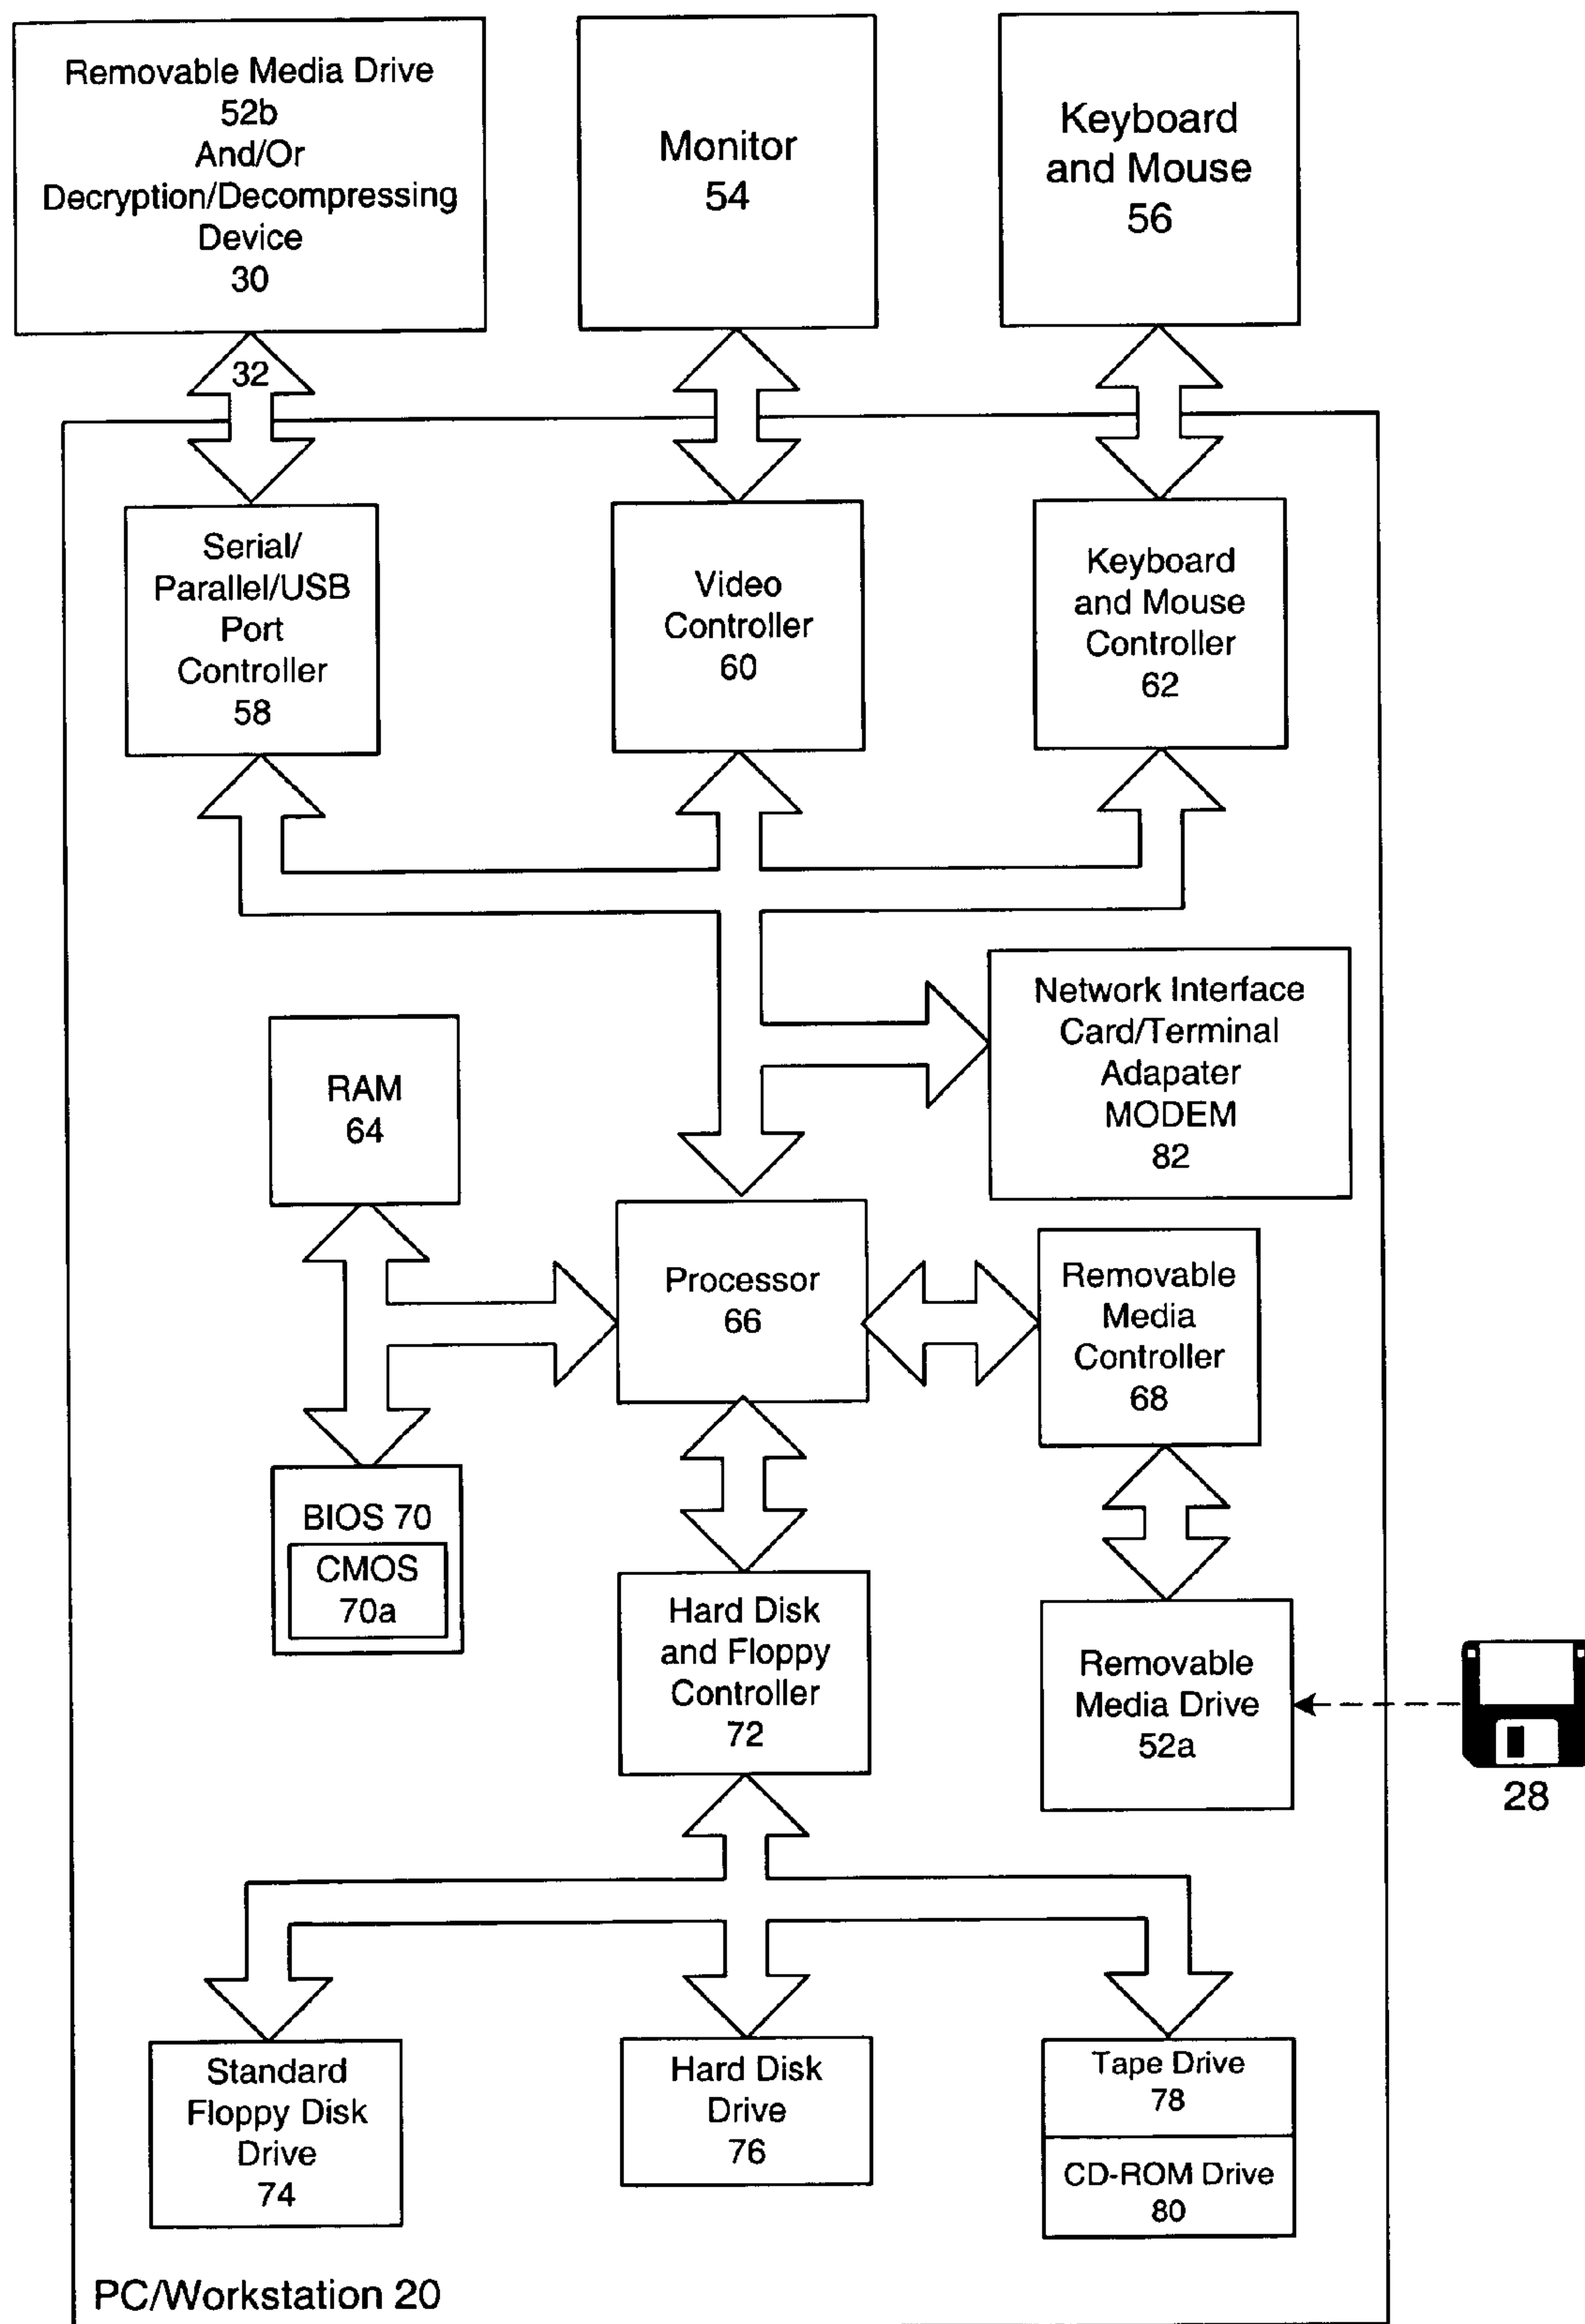 Removable Media Drive
52b
And/Or
Decryption/Decompressing
Device
30
Monitor
54
Keyboard
and Mouse
56
32
Serial/
Parallel/USB
Port
Controller
58
Video
Controller
60
Keyboard
and Mouse
Controller
62
Network Interface
Card/Terminal
Adapater
MODEM
82
RAM
64
Processor
66
Removable
Media
Controller
68
BIOS 70
CMOS
70a
Hard Disk
and Floppy
Controller
72
Removable
Media Drive
52a
28
Standard
Floppy Disk
Drive
74
Hard Disk
Drive
76
Tape Drive
78
CD-ROM Drive
80
PC/Workstation 20